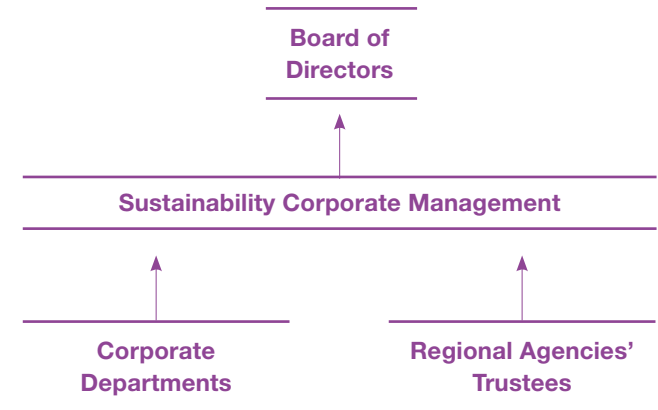 Board of
Directors
Sustainability Corporate Management
Corporate
Departments
Regional Agencies’
Trustees